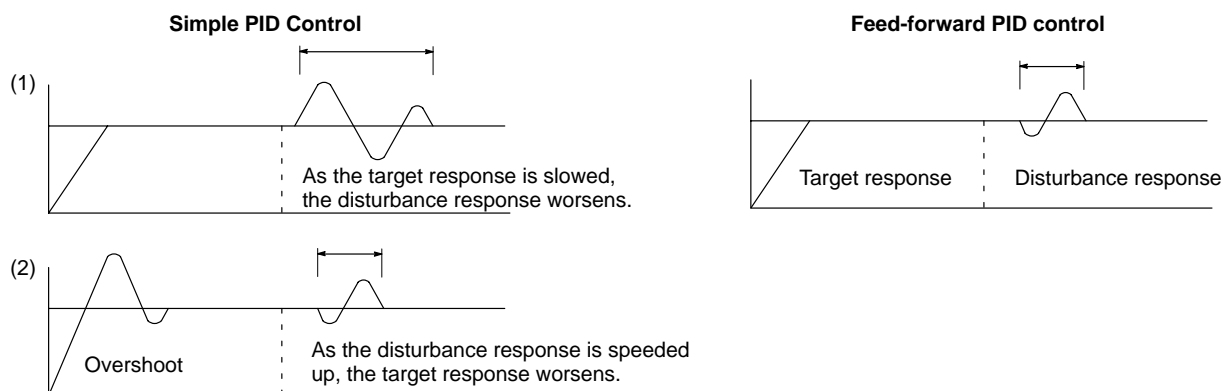 Simple PID Control
Feed-forward PID control
(1)
As the target response is slowed,
the disturbance response worsens.
Target response
Disturbance response
(2)
Overshoot
As the disturbance response is speeded
up, the target response worsens.